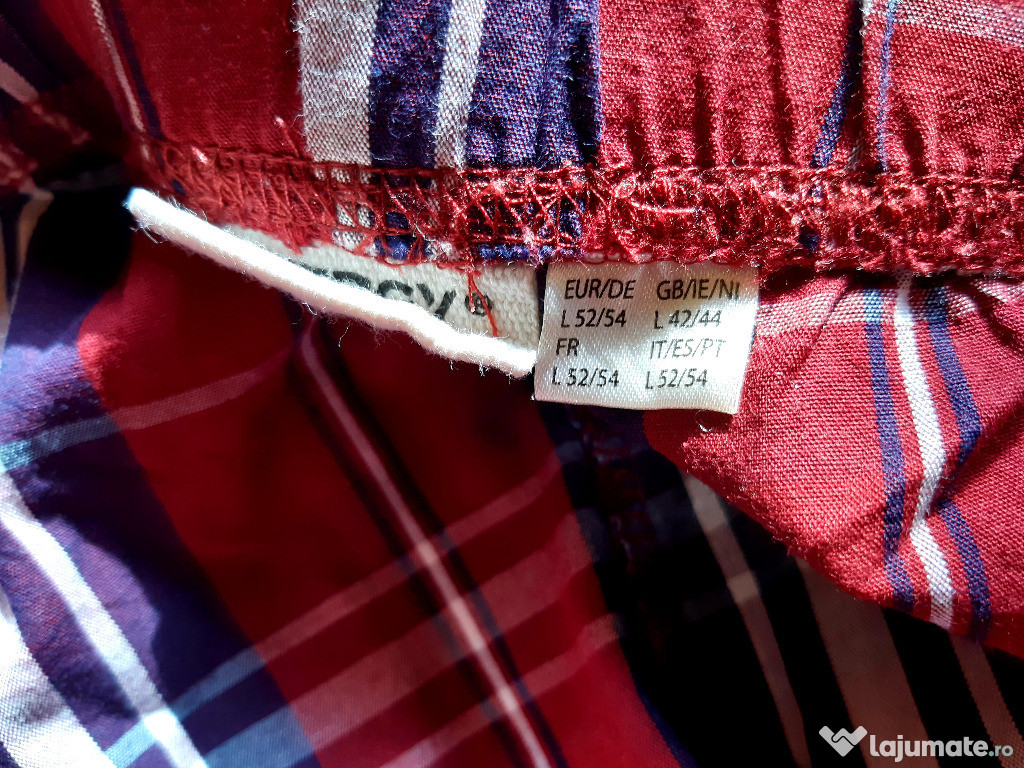 EUR/DE GB/IE/NI
L 52/54 L 42/44
FR IT/ES/PT
L 52/54 L 52/54
lajumate.ro